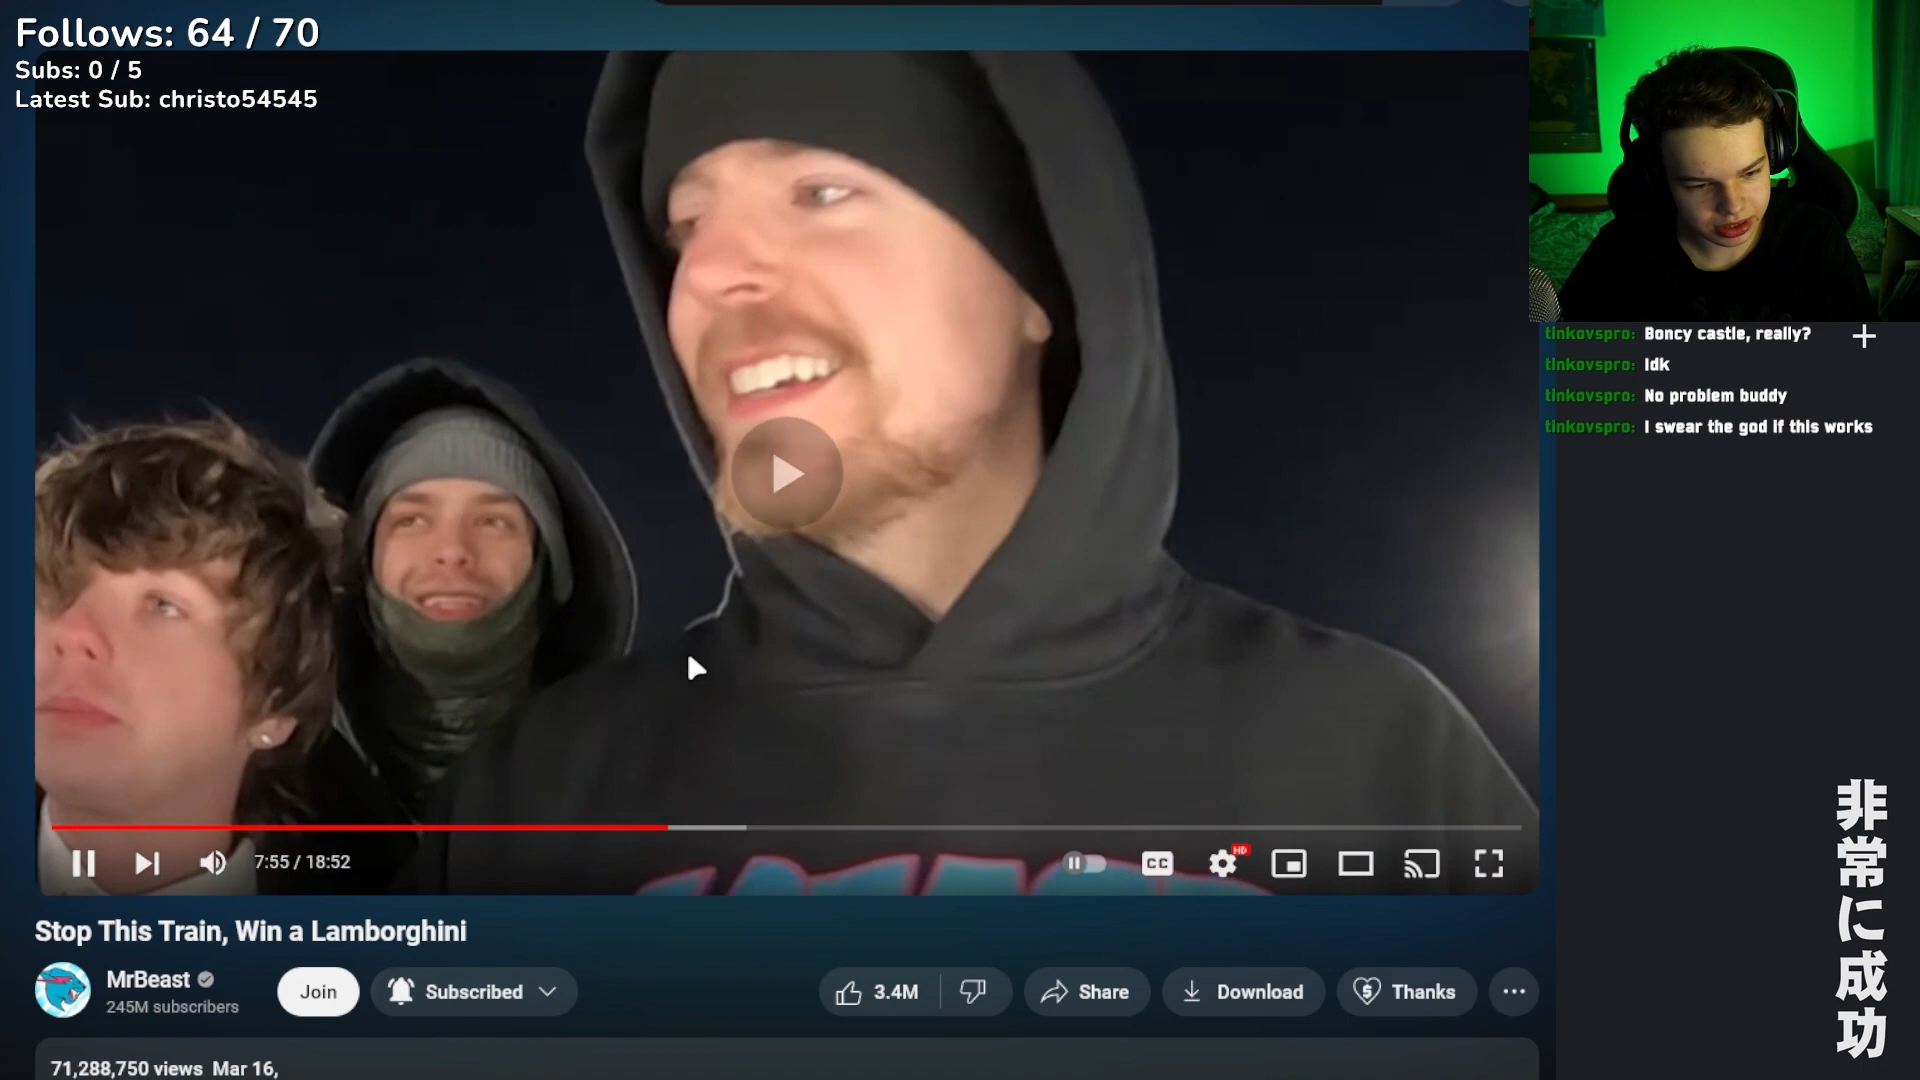 Follows: 64 / 70
Subs: 0 / 5
Latest Sub: christo54545
tinkovspro: Boncy castle, really?
tinkovspro: Idk
tinkovspro: No problem buddy
tinkovspro: I swear the god if this works
7:55 / 18:52
CC
HD
Stop This Train, Win a Lamborghini
MrBeast
245M subscribers
Join
Subscribed
3.4M
Share
Download
Thanks
71,288,750 views Mar 16,
非常に成功